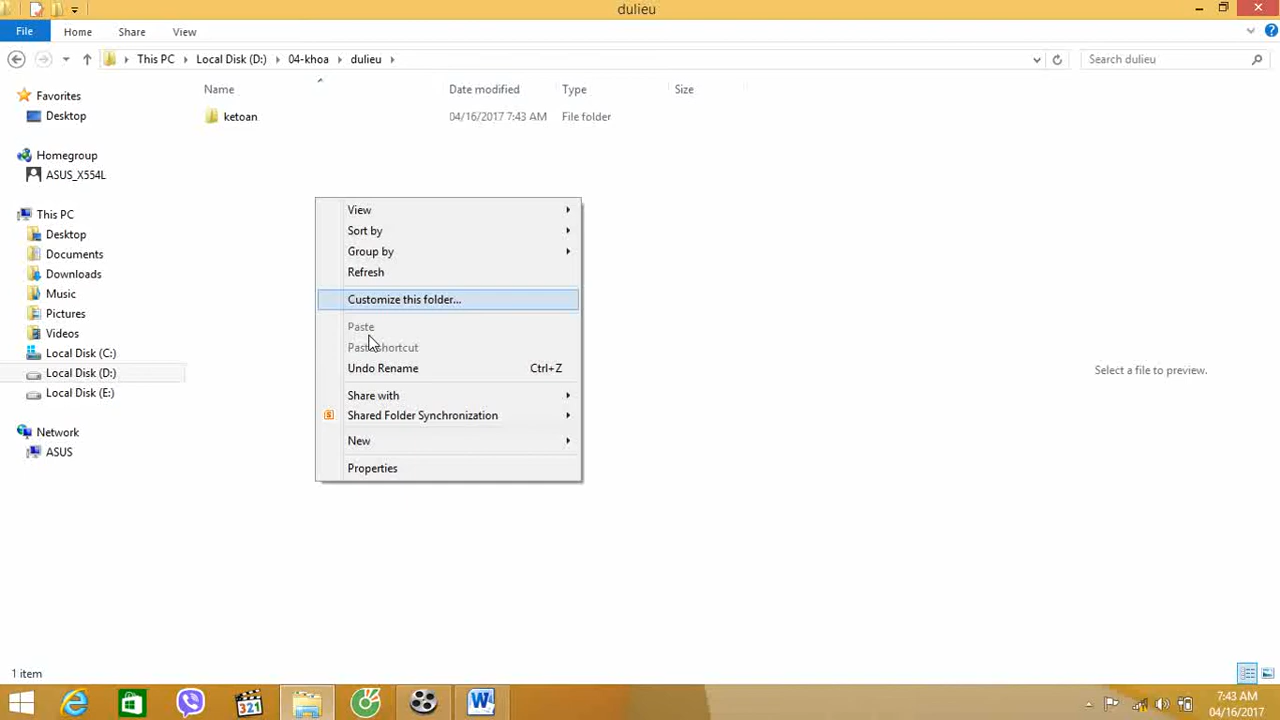 dulieu
File Home Share View
This PC Local Disk (D:) 04-khoa dulieu Search dulieu
Name Date modified Type Size
ketoan 04/16/2017 7:43 AM File folder
Favorites
Desktop
Homegroup
ASUS_X554L
This PC
Desktop
Documents
Downloads
Music
Pictures
Videos
Local Disk (C:)
Local Disk (D:)
Local Disk (E:)
Network
ASUS
View
Sort by
Group by
Refresh
Customize this folder...
Paste
Paste shortcut
Undo Rename Ctrl+Z
Share with
Shared Folder Synchronization
New
Properties
Select a file to preview.
1 item
321
7:43 AM
04/16/2017